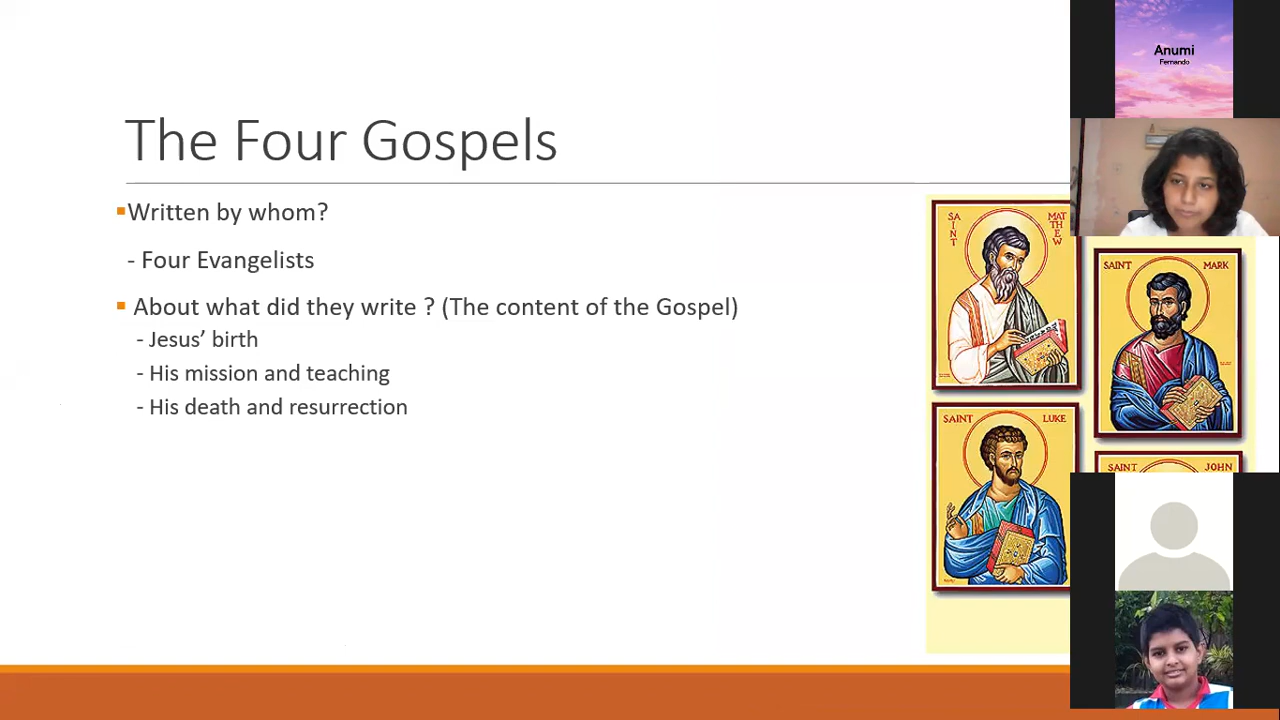 The Four Gospels
▪Written by whom?
- Four Evangelists
▪ About what did they write ? (The content of the Gospel)
- Jesus’ birth
- His mission and teaching
- His death and resurrection
SAINT MATTHEW
SAINT MARK
SAINT LUKE
SAINT JOHN
Anumi
Fernando